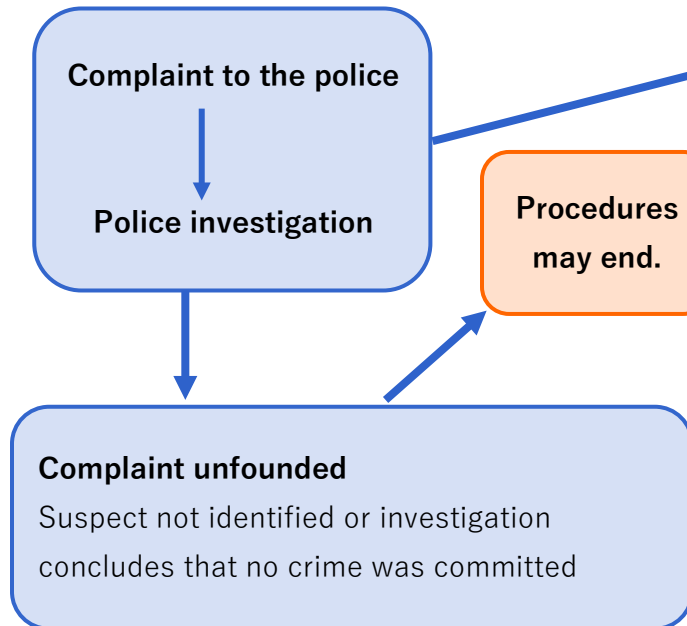 Complaint to the police
Police investigation
Procedures
may end.
Complaint unfounded
Suspect not identified or investigation
concludes that no crime was committed